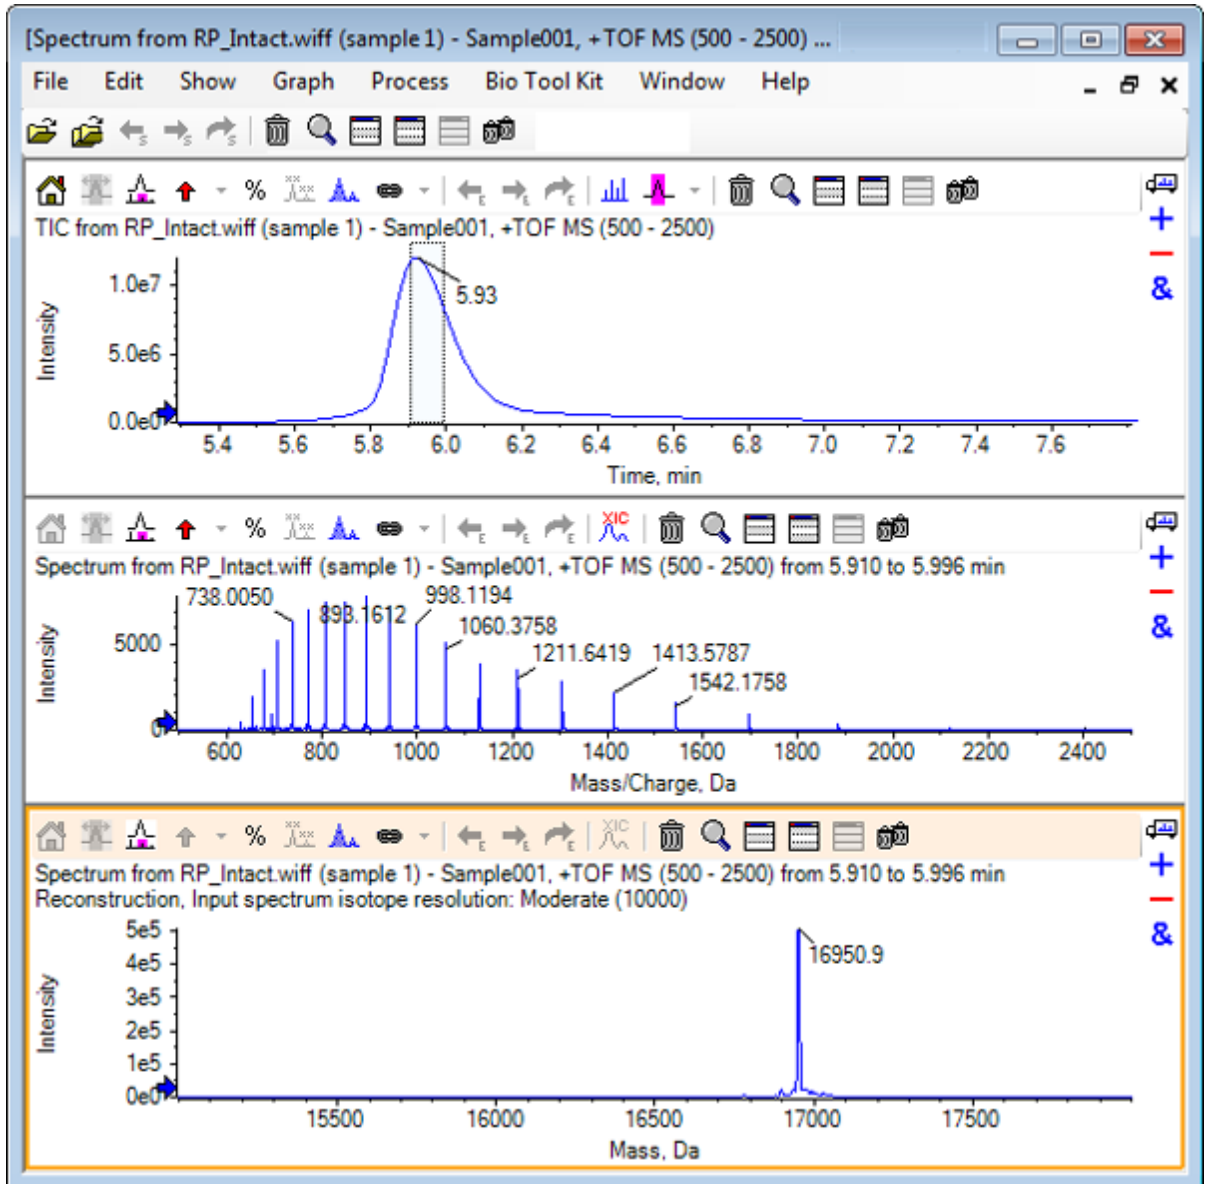 [Spectrum from RP_Intact.wiff (sample 1) - Sample001, +TOF MS (500 - 2500) ...
File Edit Show Graph Process Bio Tool Kit Window Help
%
TIC from RP_Intact.wiff (sample 1) - Sample001, +TOF MS (500 - 2500)
Intensity
1.0e7
5.0e6
0.0e0
5.93
5.4 5.6 5.8 6.0 6.2 6.4 6.6 6.8 7.0 7.2 7.4 7.6
Time, min
&
% XIC
Spectrum from RP_Intact.wiff (sample 1) - Sample001, +TOF MS (500 - 2500) from 5.910 to 5.996 min
Intensity
5000
0
738.0050 893.1612 998.1194
1060.3758
1211.6419 1413.5787
1542.1758
600 800 1000 1200 1400 1600 1800 2000 2200 2400
Mass/Charge, Da
&
% XIC
Spectrum from RP_Intact.wiff (sample 1) - Sample001, +TOF MS (500 - 2500) from 5.910 to 5.996 min
Reconstruction, Input spectrum isotope resolution: Moderate (10000)
Intensity
5e5
4e5
3e5
2e5
1e5
0e0
16950.9
15500 16000 16500 17000 17500
Mass, Da
&